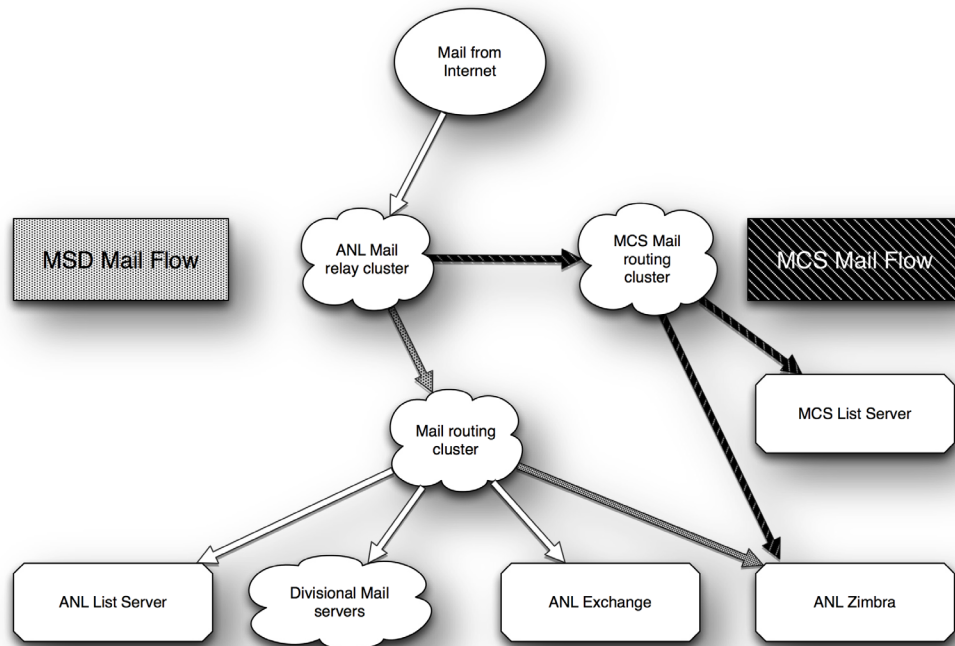 Mail from
Internet
ANL Mail
relay cluster
MCS Mail
routing
cluster
MSD Mail Flow
MCS Mail Flow
MCS List Server
Mail routing
cluster
ANL List Server
Divisional Mail
servers
ANL Exchange
ANL Zimbra